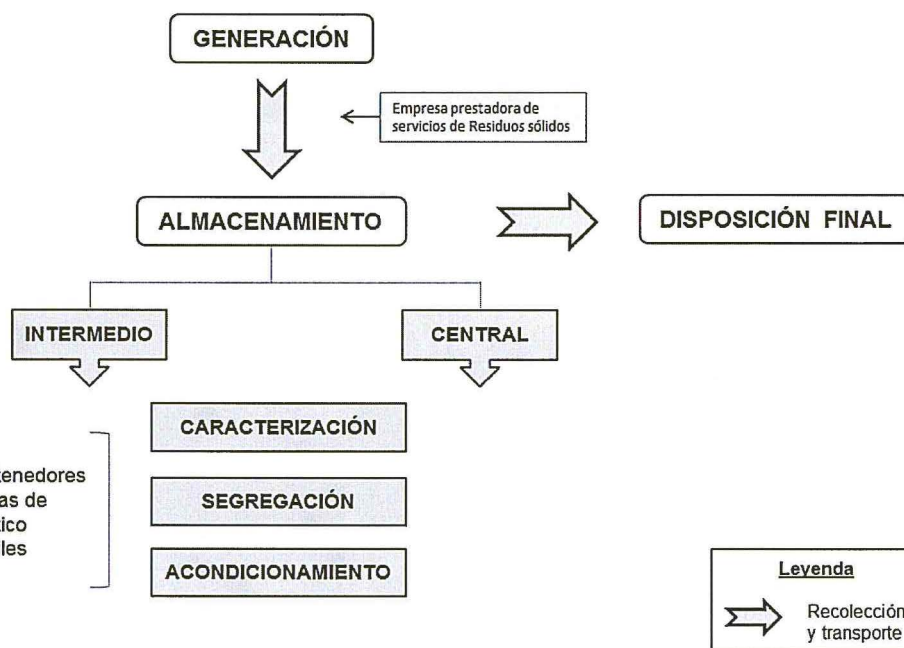 GENERACIÓN
Empresa prestadora de
servicios de Residuos sólidos
ALMACENAMIENTO
DISPOSICIÓN FINAL
INTERMEDIO
CENTRAL
CARACTERIZACIÓN
SEGREGACIÓN
ACONDICIONAMIENTO
tenedores
as de
tico
les
Leyenda
Recolección
y transporte